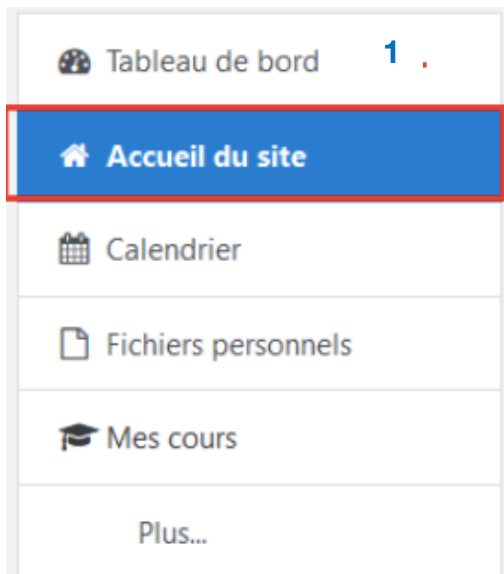 Tableau de bord 1 .
Accueil du site
Calendrier
Fichiers personnels
Mes cours
Plus...